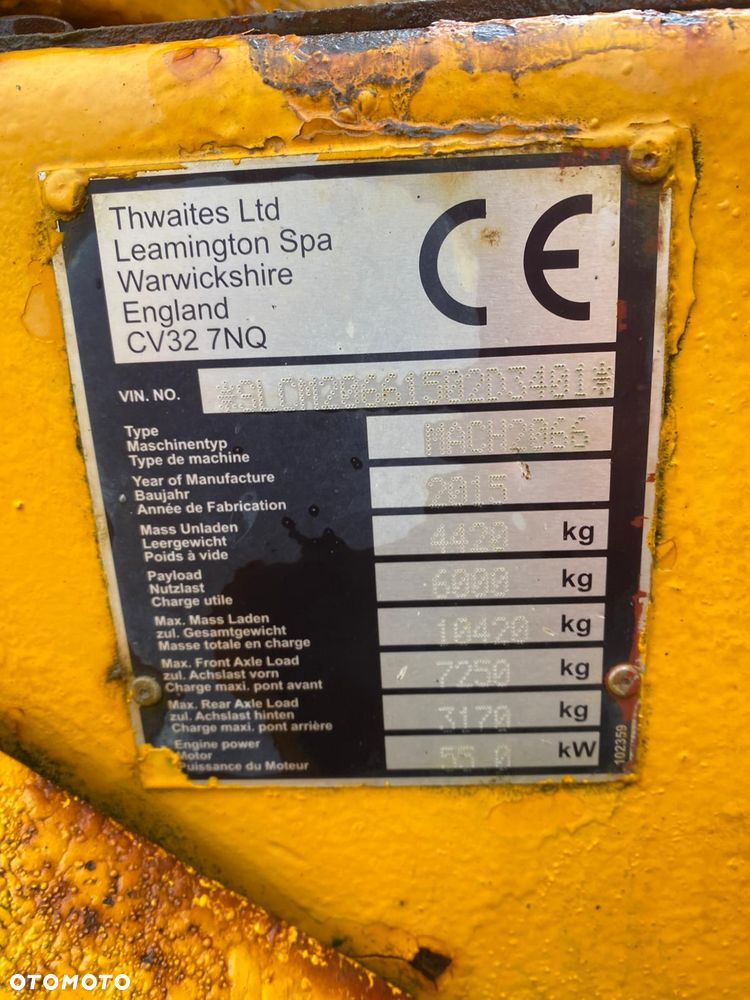 Thwaites Ltd
Leamington Spa
Warwickshire
England
CV32 7NQ
CE
VIN. NO. *SLCM20661502D3401*
Type
Maschinentyp
Type de machine
MACH2066
Year of Manufacture
Baujahr
Année de Fabrication
2015
Mass Unladen
Leergewicht
Poids à vide
4420 kg
Payload
Nutzlast
Charge utile
6000 kg
Max. Mass Laden
zul. Gesamtgewicht
Masse totale en charge
10420 kg
Max. Front Axle Load
zul. Achslast vorn
Charge maxi. pont avant
7250 kg
Max. Rear Axle Load
zul. Achslast hinten
Charge maxi. pont arrière
3170 kg
Engine power
Motor
Puissance du Moteur
55.0 kW
102359
OTOMOTO